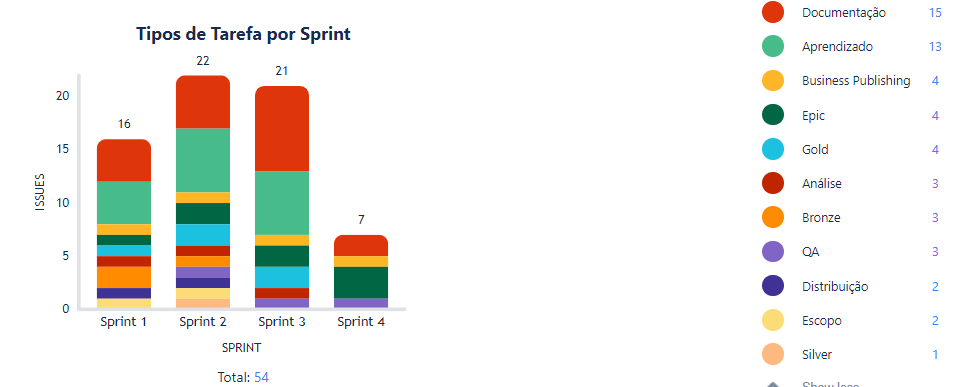 Tipos de Tarefa por Sprint
22
21
16
7
20
15
10
5
0
ISSUES
Sprint 1
Sprint 2
Sprint 3
Sprint 4
SPRINT
Total: 54
Documentação 15
Aprendizado 13
Business Publishing 4
Epic 4
Gold 4
Análise 3
Bronze 3
QA 3
Distribuição 2
Escopo 2
Silver 1
Show less